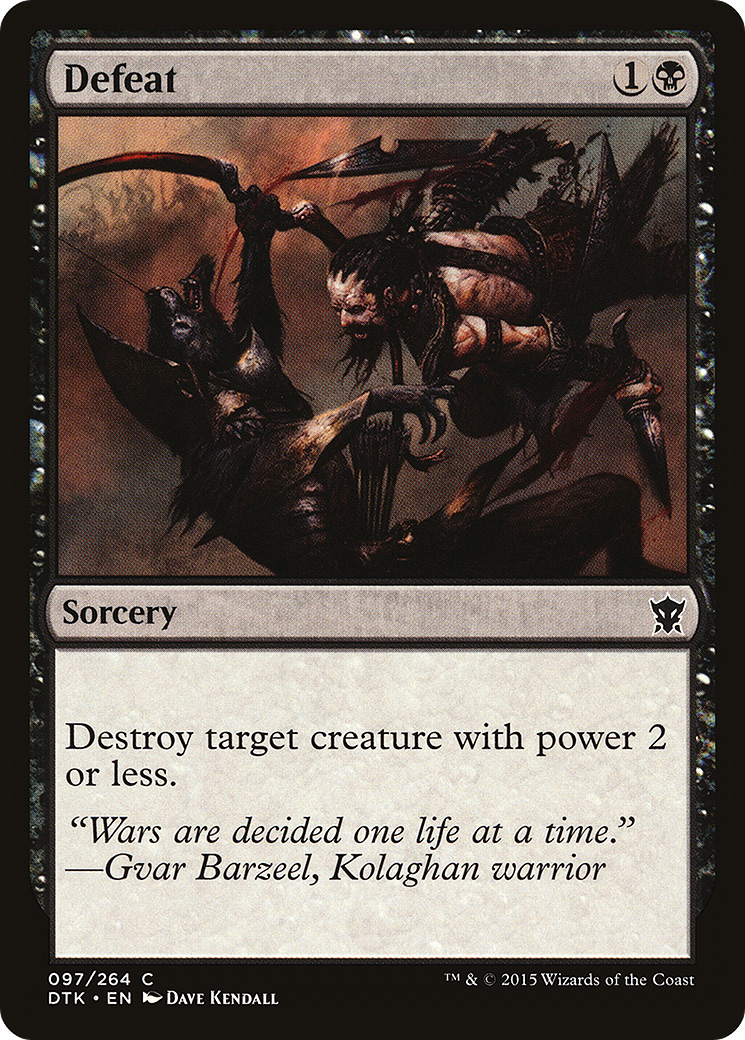 Defeat 1
Sorcery
Destroy target creature with power 2
or less.
“Wars are decided one life at a time.”
—Gvar Barzeel, Kolaghan warrior
097/264 C
DTK • EN Dave Kendall
™ & © 2015 Wizards of the Coast